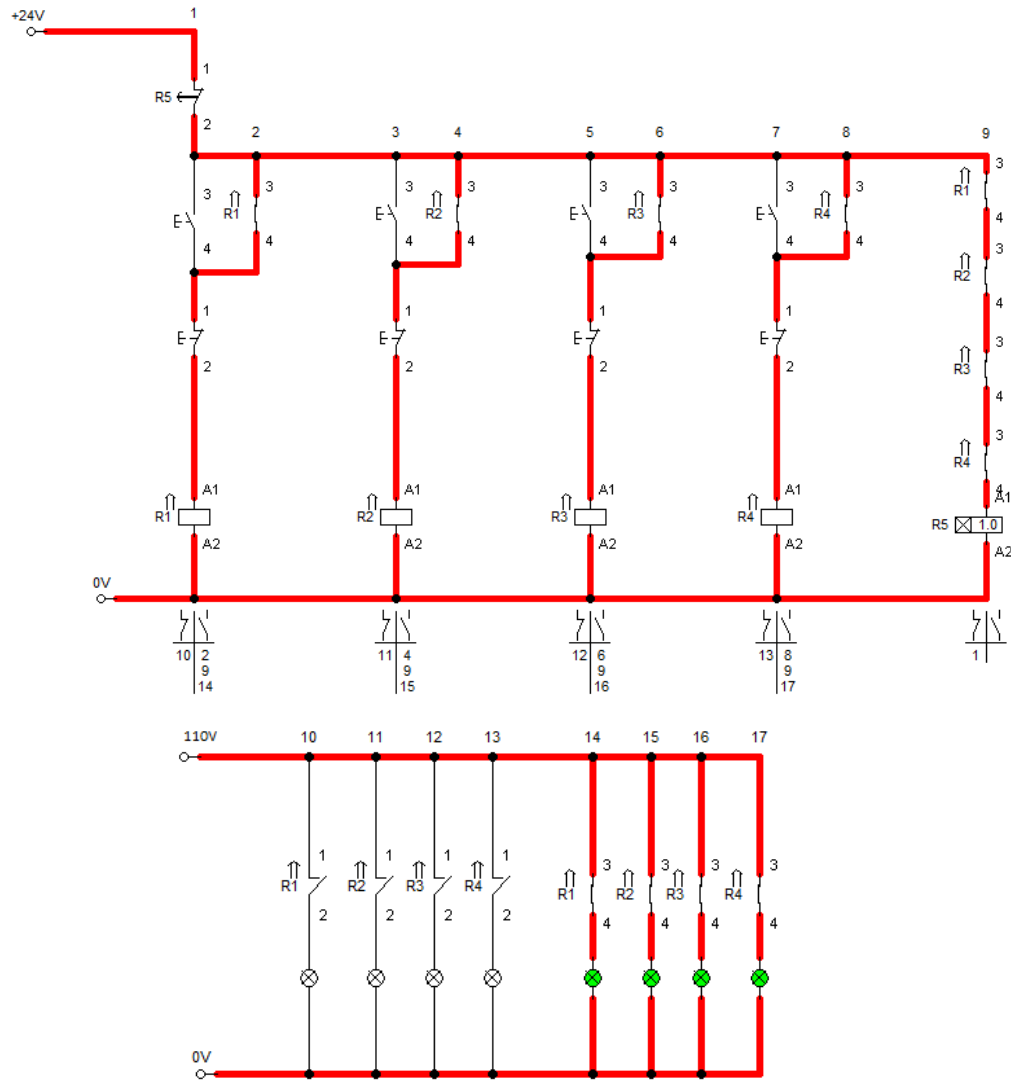 +24V 1
1
R5
2
2 3 4 5 6 7 8 9
3 3 3 3 3 3 3 3 3
R1 R2 R3 R4 R1
4 4 4 4 4 4 4 4 4
3
R2
1 1 1 1 4
3
2 2 2 2 R3
4
3
R4
4
A1 A1 A1 A1 A1
R1 R2 R3 R4 R5 1.0
A2 A2 A2 A2 A2
0V
10 2 11 4 12 6 13 8 1
9 9 9 9
14 15 16 17
110V 10 11 12 13 14 15 16 17
1 1 1 1 3 3 3 3
R1 R2 R3 R4 R1 R2 R3 R4
2 2 2 2 4 4 4 4
0V